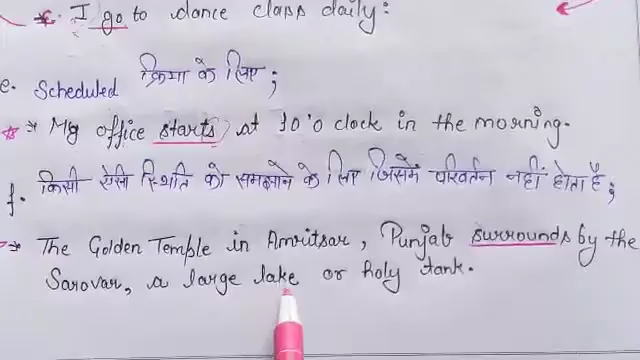 I go to dance class daily:
e. Scheduled क्रिया के लिए ;
My office starts at 10'o clock in the morning.
f. किसी ऐसी स्थिति को समझाने के लिए जिसमें परिवर्तन नहीं होता है ;
The Golden Temple in Amritsar, Punjab surrounds by the
Sarovar, a large lake or holy tank.